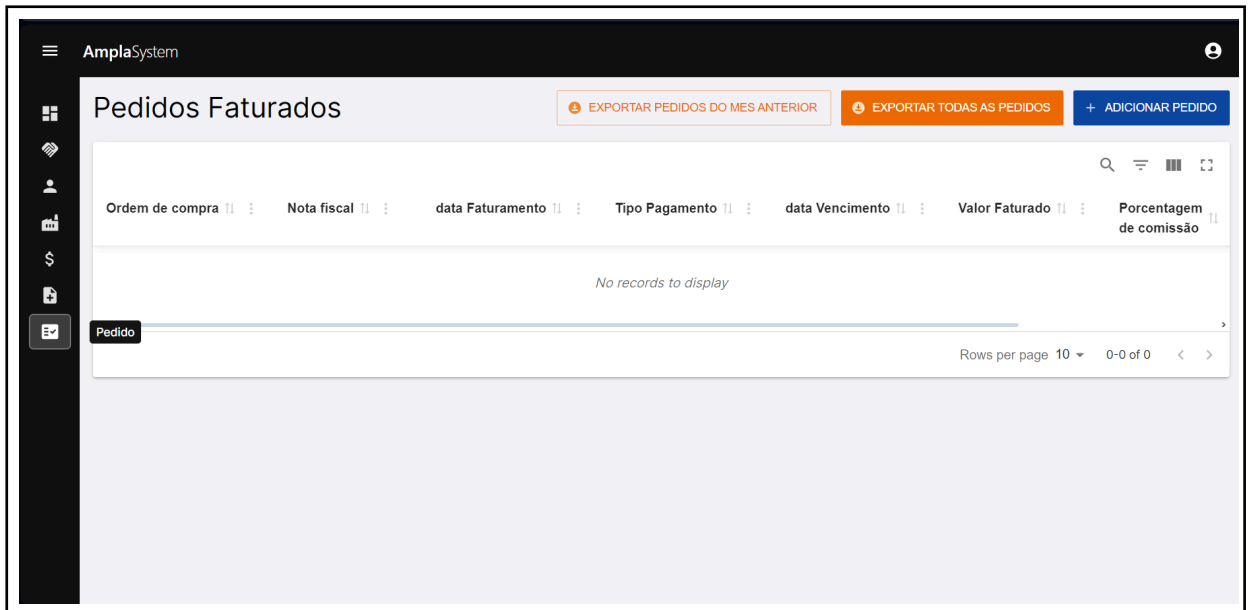 AmplaSystem
Pedidos Faturados
EXPORTAR PEDIDOS DO MES ANTERIOR
EXPORTAR TODAS AS PEDIDOS
+ ADICIONAR PEDIDO
Ordem de compra
Nota fiscal
data Faturamento
Tipo Pagamento
data Vencimento
Valor Faturado
Porcentagem
de comissão
No records to display
Pedido
Rows per page 10
0-0 of 0